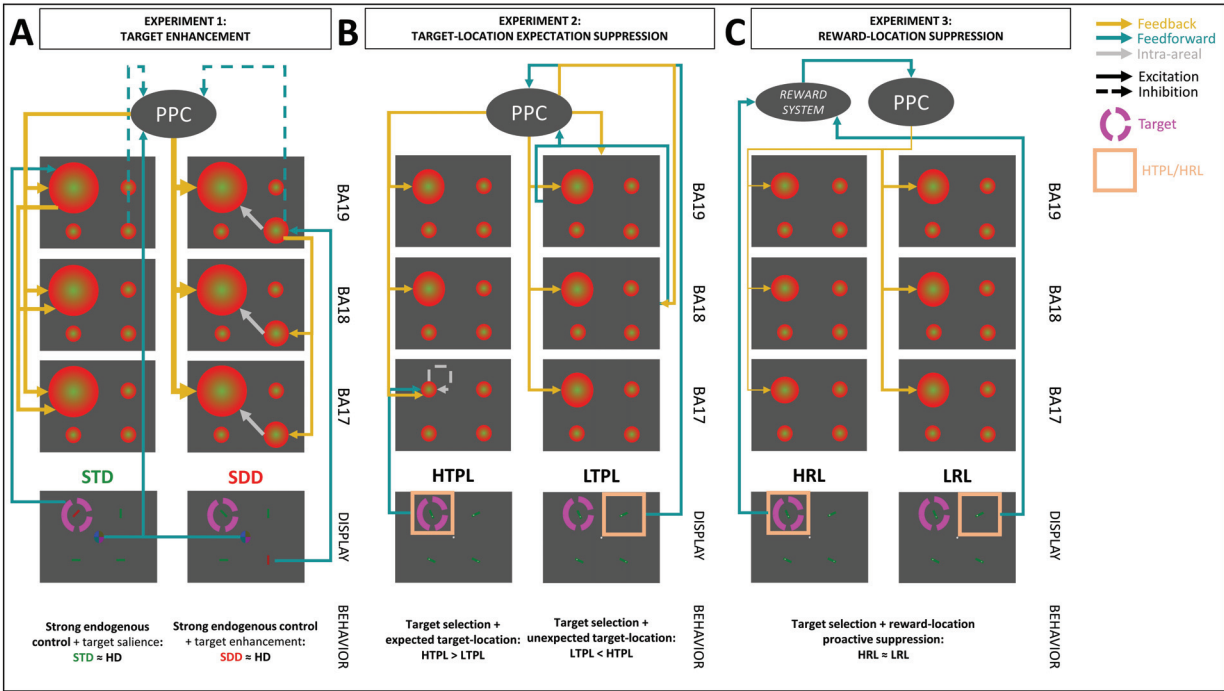 A
EXPERIMENT 1:
TARGET ENHANCEMENT
PPC
BA19
BA18
BA17
STD
SDD
DISPLAY
Strong endogenous
control + target salience:
STD ≈ HD
Strong endogenous control
+ target enhancement:
SDD ≈ HD
BEHAVIOR
B
EXPERIMENT 2:
TARGET-LOCATION EXPECTATION SUPPRESSION
PPC
BA19
BA18
BA17
HTPL
LTPL
DISPLAY
Target selection +
expected target-location:
HTPL > LTPL
Target selection +
unexpected target-location:
LTPL < HTPL
BEHAVIOR
C
EXPERIMENT 3:
REWARD-LOCATION SUPPRESSION
REWARD
SYSTEM
PPC
BA19
BA18
BA17
HRL
LRL
DISPLAY
Target selection + reward-location
proactive suppression:
HRL ≈ LRL
BEHAVIOR
Feedback
Feedforward
Intra-areal
Excitation
Inhibition
Target
HTPL/HRL